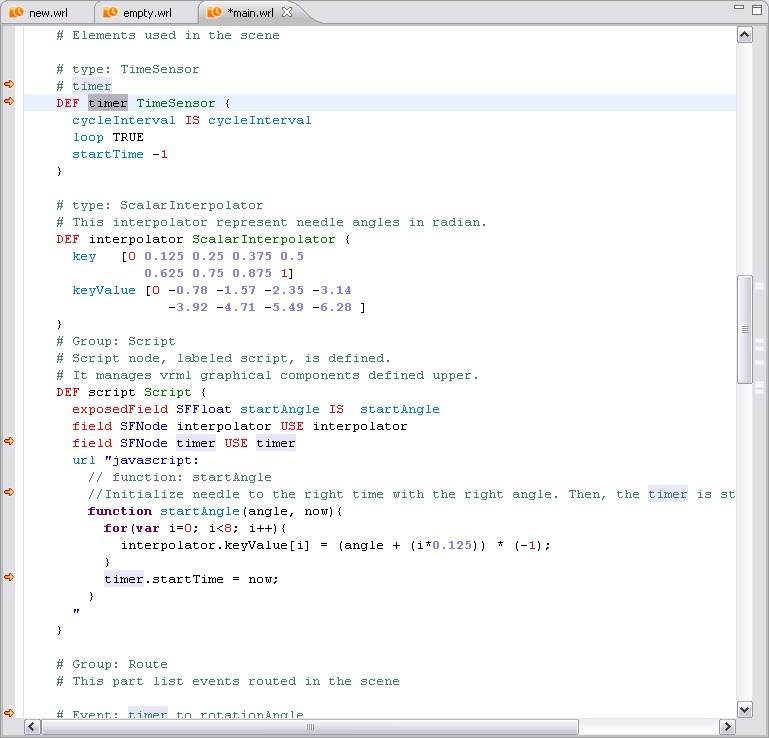 new.wrl empty.wrl *main.wrl
# Elements used in the scene
# type: TimeSensor
# timer
DEF timer TimeSensor {
cycleInterval IS cycleInterval
loop TRUE
startTime -1
}
# type: ScalarInterpolator
# This interpolator represent needle angles in radian.
DEF interpolator ScalarInterpolator {
key [0 0.125 0.25 0.375 0.5
0.625 0.75 0.875 1]
keyValue [0 -0.78 -1.57 -2.35 -3.14
-3.92 -4.71 -5.49 -6.28 ]
}
# Group: Script
# Script node, labeled script, is defined.
# It manages vrml graphical components defined upper.
DEF script Script {
exposedField SFFloat startAngle IS startAngle
field SFNode interpolator USE interpolator
field SFNode timer USE timer
url "javascript:
// function: startAngle
//Initialize needle to the right time with the right angle. Then, the timer is st
function startAngle(angle, now){
for(var i=0; i<8; i++){
interpolator.keyValue[i] = (angle + (i*0.125)) * (-1);
}
timer.startTime = now;
}
"
}
# Group: Route
# This part list events routed in the scene
# Event: timer to rotationAngle